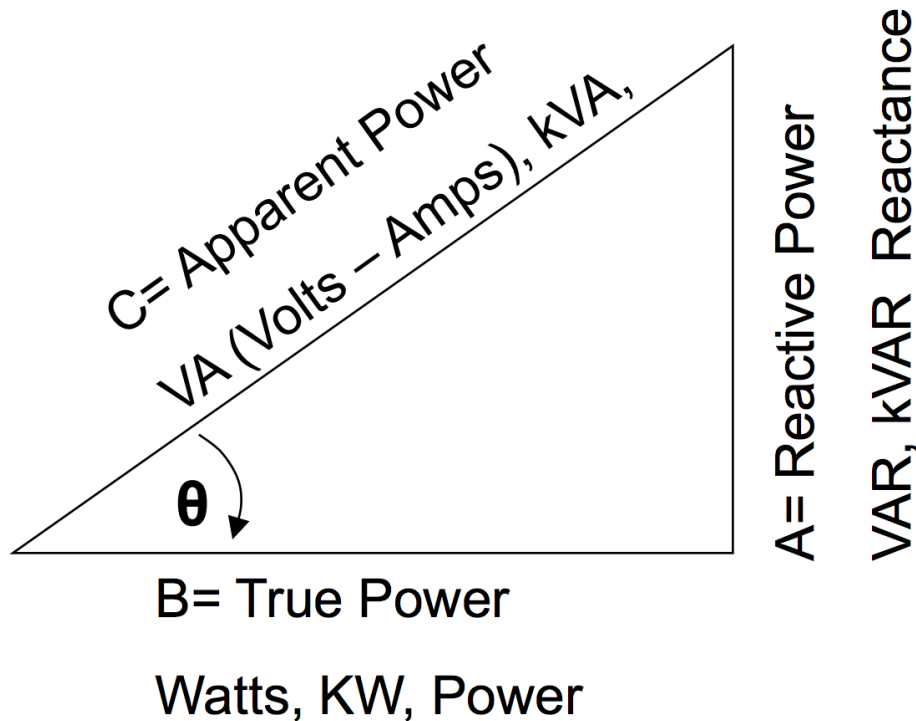 C= Apparent Power
VA (Volts – Amps), kVA,
θ
B= True Power
Watts, KW, Power
A= Reactive Power
VAR, kVAR Reactance